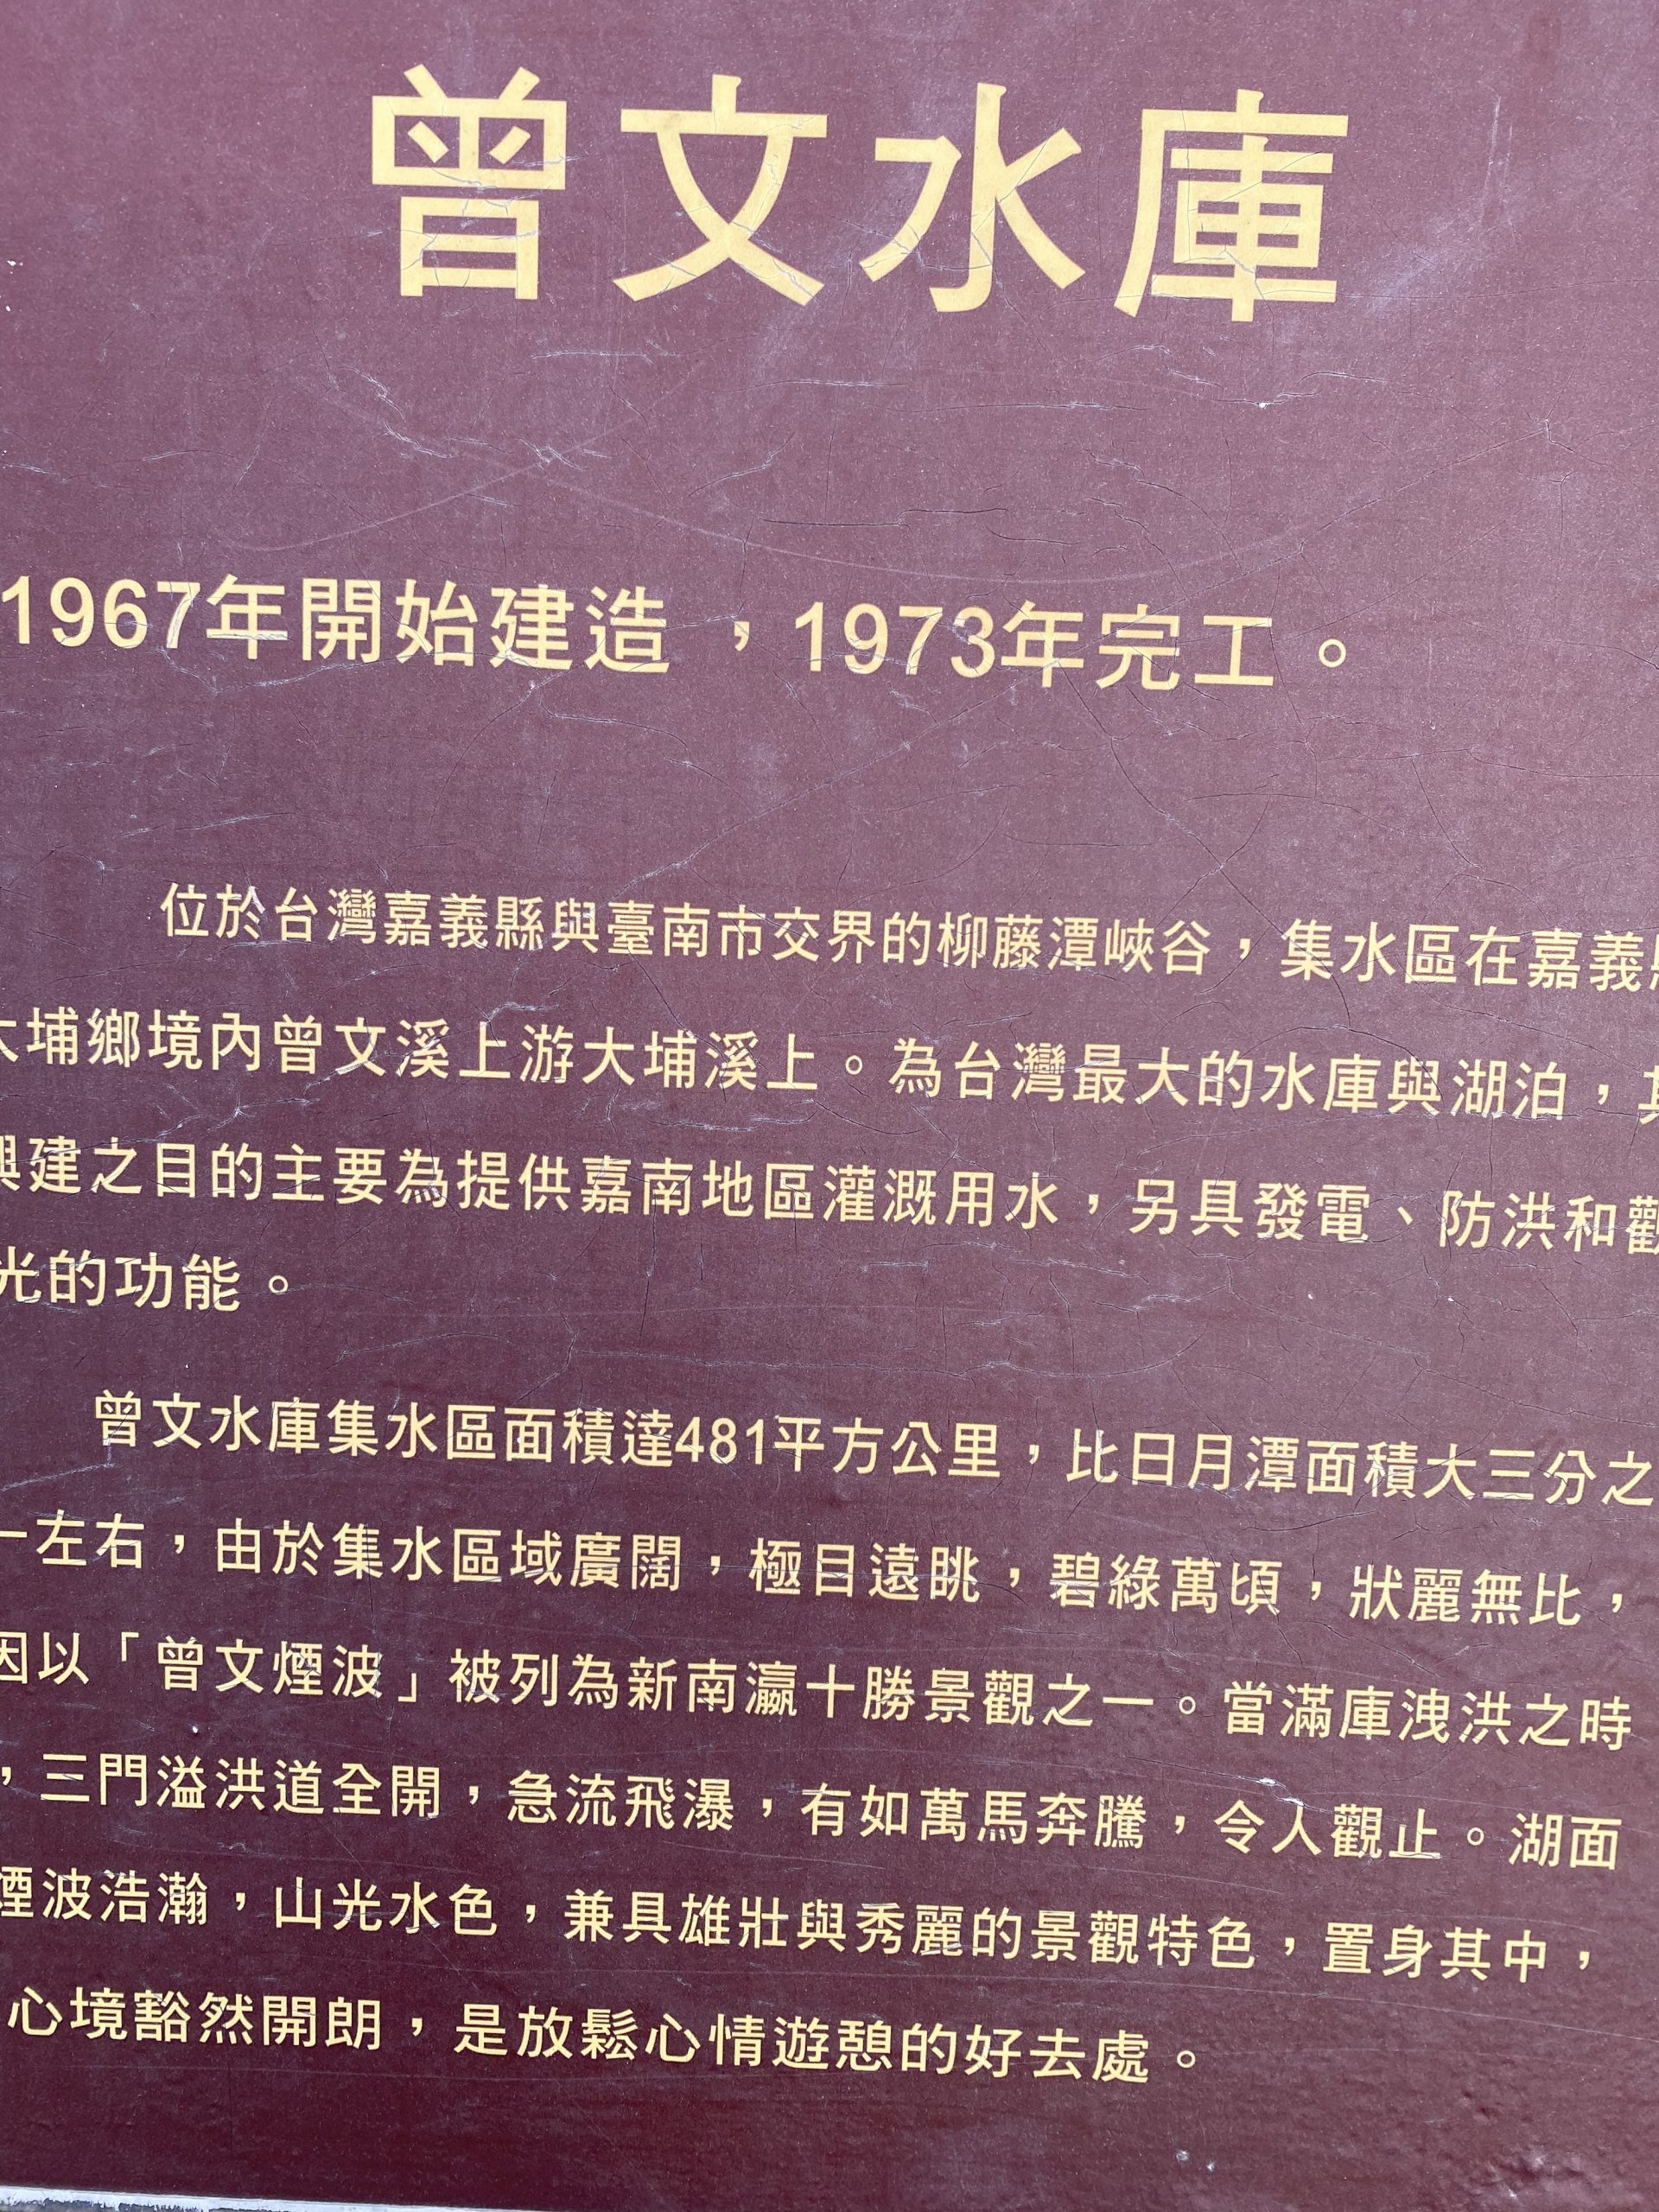 曾文水庫
1967年開始建造，1973年完工。
位於台灣嘉義縣與臺南市交界的柳藤潭峽谷，集水區在嘉義縣
大埔鄉境內曾文溪上游大埔溪上。為台灣最大的水庫與湖泊，其
興建之目的主要為提供嘉南地區灌溉用水，另具發電、防洪和觀
光的功能。
曾文水庫集水區面積達481平方公里，比日月潭面積大三分之
一左右，由於集水區域廣闊，極目遠眺，碧綠萬頃，狀麗無比，
因以「曾文煙波」被列為新南瀛十勝景觀之一。當滿庫洩洪之時
，三門溢洪道全開，急流飛瀑，有如萬馬奔騰，令人觀止。湖面
煙波浩瀚，山光水色，兼具雄壯與秀麗的景觀特色，置身其中，
心境豁然開朗，是放鬆心情遊憩的好去處。